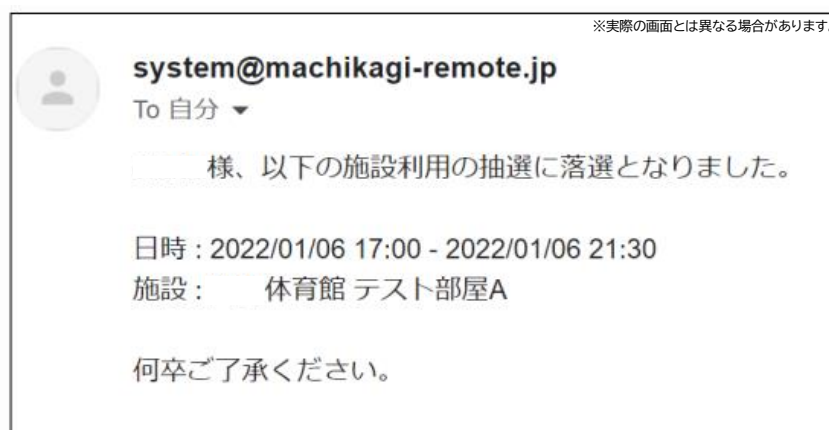 ※実際の画面とは異なる場合があります。
system@machikagi-remote.jp
To 自分
様、以下の施設利用の抽選に落選となりました。
日時 : 2022/01/06 17:00 - 2022/01/06 21:30
施設 : 体育館 テスト部屋A
何卒ご了承ください。